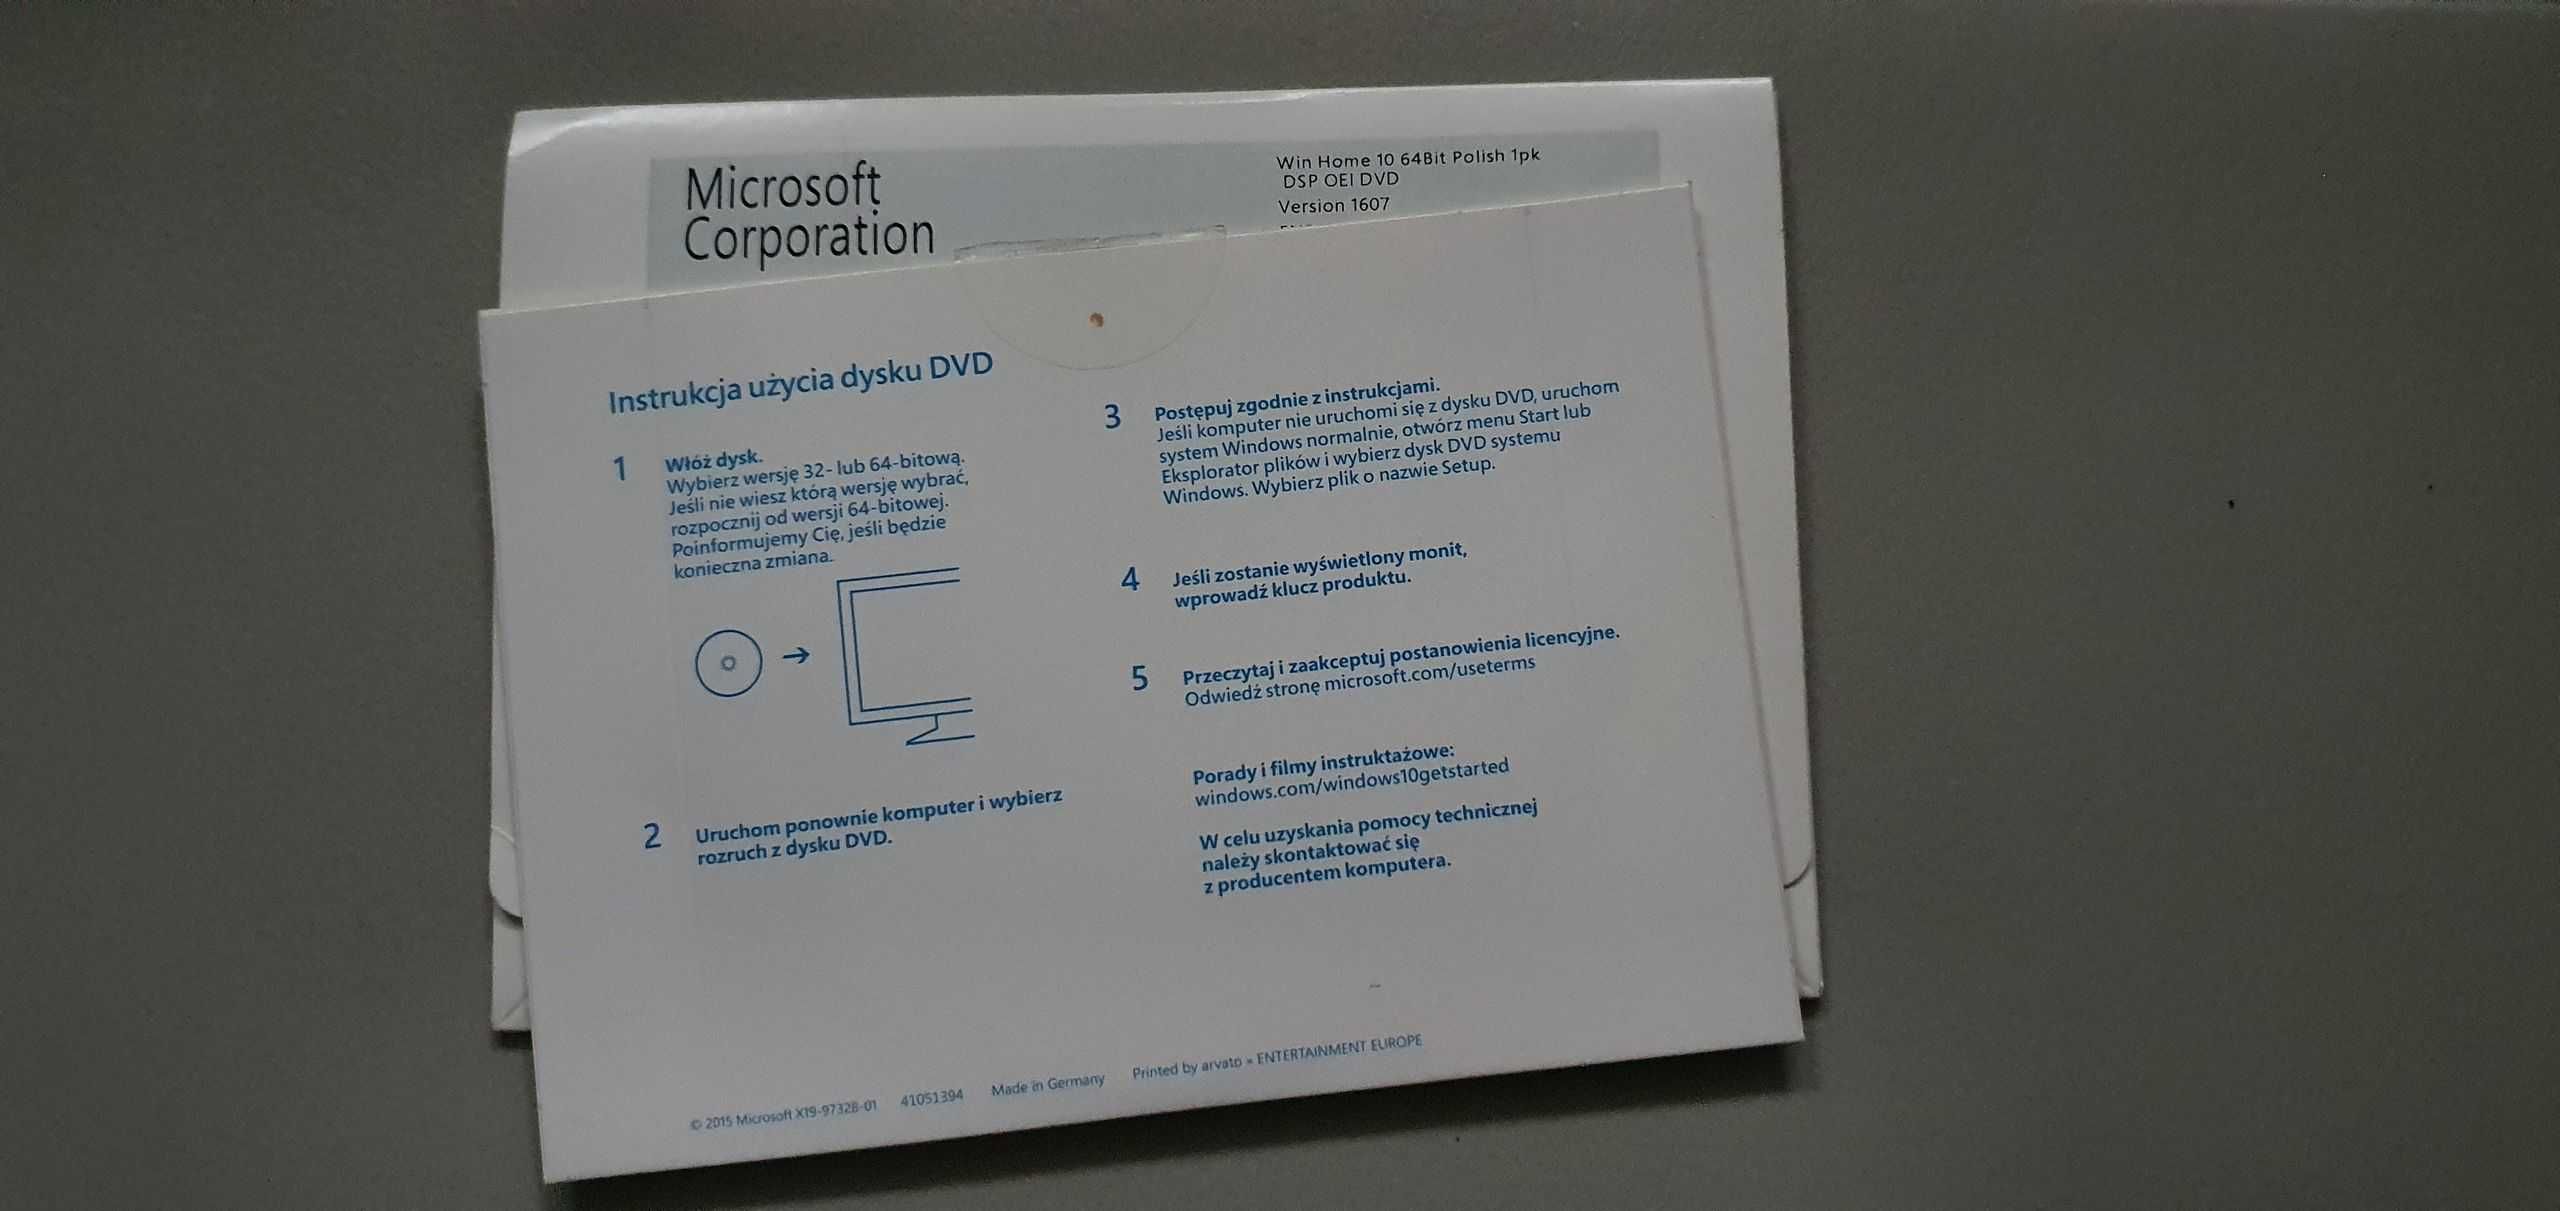 Microsoft
Corporation
Win Home 10 64Bit Polish 1pk
DSP OEI DVD
Version 1607
Instrukcja użycia dysku DVD
1
Włóż dysk.
Wybierz wersję 32- lub 64-bitową.
Jeśli nie wiesz którą wersję wybrać,
rozpocznij od wersji 64-bitowej.
Poinformujemy Cię, jeśli będzie
konieczna zmiana.
2
Uruchom ponownie komputer i wybierz
rozruch z dysku DVD.
3
Postępuj zgodnie z instrukcjami.
Jeśli komputer nie uruchomi się z dysku DVD, uruchom
system Windows normalnie, otwórz menu Start lub
Eksplorator plików i wybierz dysk DVD systemu
Windows. Wybierz plik o nazwie Setup.
4
Jeśli zostanie wyświetlony monit,
wprowadź klucz produktu.
5
Przeczytaj i zaakceptuj postanowienia licencyjne.
Odwiedź stronę microsoft.com/useterms
Porady i filmy instruktażowe:
windows.com/windows10getstarted
W celu uzyskania pomocy technicznej
należy skontaktować się
z producentem komputera.
© 2015 Microsoft X19-97328-01 41051394 Made in Germany Printed by arvato » ENTERTAINMENT EUROPE